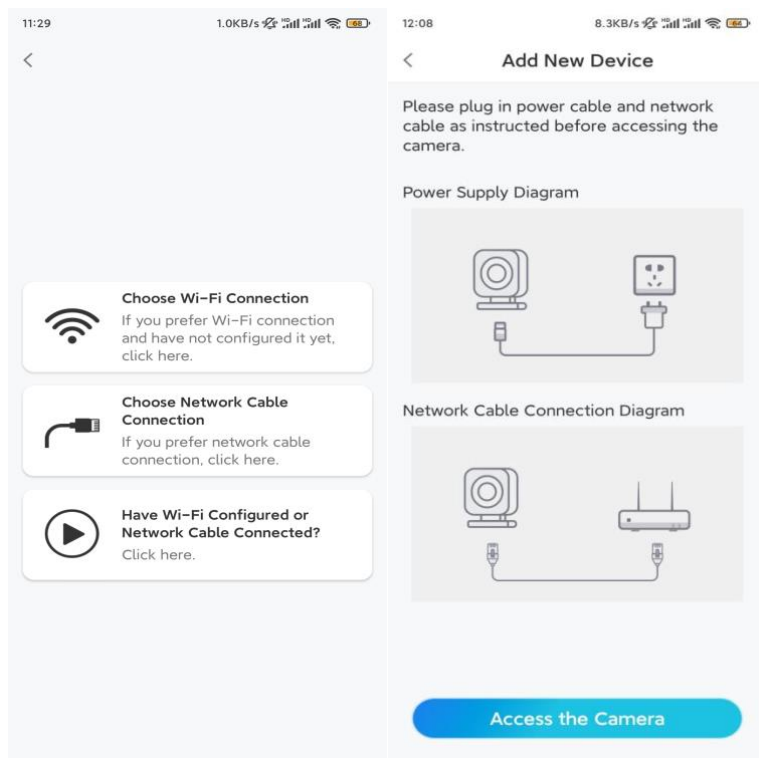 11:29
1.0KB/s HD HD 68
Choose Wi-Fi Connection
If you prefer Wi-Fi connection
and have not configured it yet,
click here.
Choose Network Cable
Connection
If you prefer network cable
connection, click here.
Have Wi-Fi Configured or
Network Cable Connected?
Click here.
12:08
8.3KB/s HD HD 64
Add New Device
Please plug in power cable and network
cable as instructed before accessing the
camera.
Power Supply Diagram
Network Cable Connection Diagram
Access the Camera